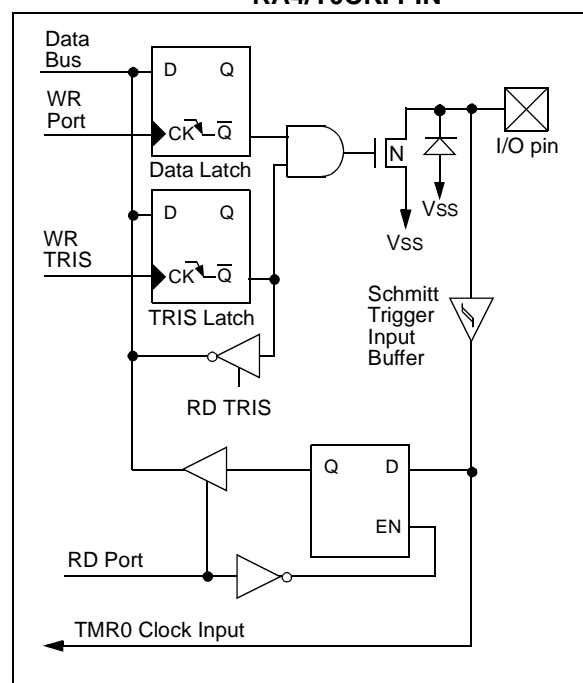 RA4/T0CKI PIN
Data
Bus
D Q
WR
Port
CK Q
N
I/O pin
Data Latch
VSS
VSS
D Q
WR
TRIS
CK Q
Schmitt
Trigger
Input
Buffer
TRIS Latch
RD TRIS
Q D
EN
RD Port
TMR0 Clock Input